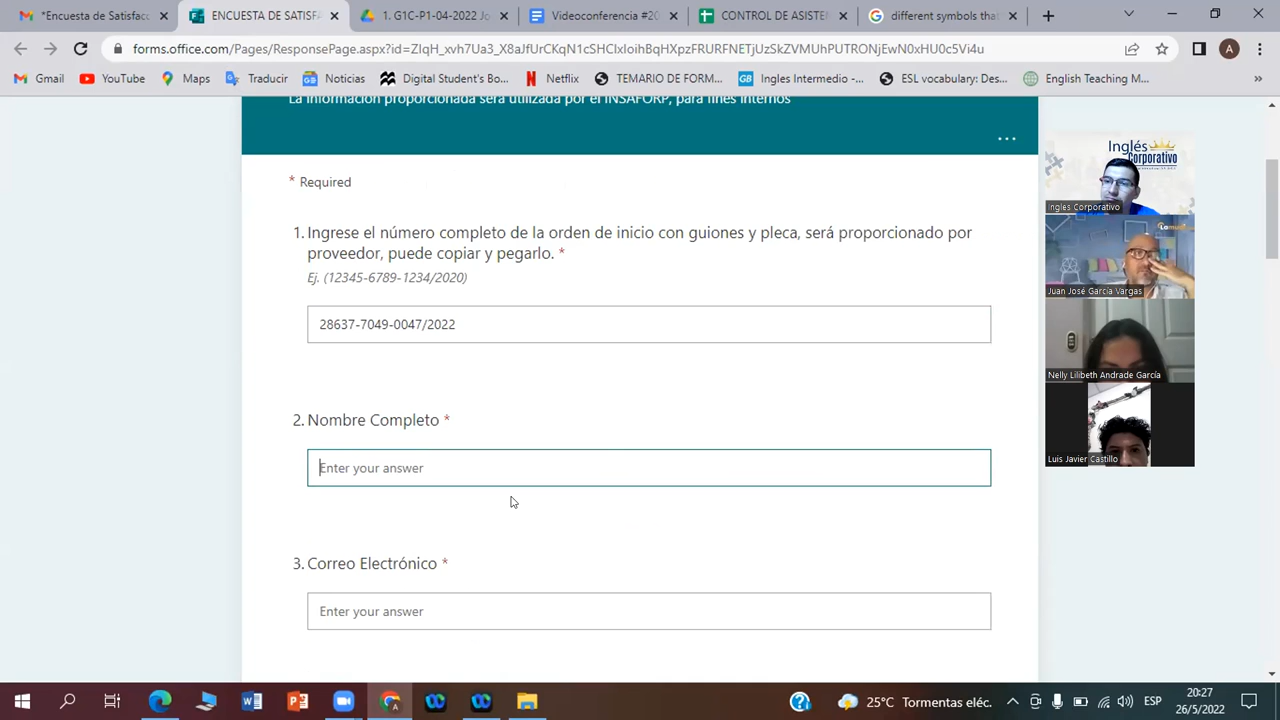 *Encuesta de Satisfacc
ENCUESTA DE SATISFA
1. G1C-P1-04-2022 Jo
Videoconferencia #20
CONTROL DE ASISTE
different symbols that
forms.office.com/Pages/ResponsePage.aspx?id=ZIqH_xvh7Ua3_X8aJfUrCKqN1cSHCIxIoihBqHXpzFRURFNETjUzSkZVMUhPUTRONjEwN0xHU0c5Vi4u
A
Gmail
YouTube
Maps
Traducir
Noticias
Digital Student's Bo...
Netflix
TEMARIO DE FORM...
Ingles Intermedio -...
ESL vocabulary: Des...
English Teaching M...
»
La información proporcionada será utilizada por el INSAFORP, para fines internos
...
* Required
1. Ingrese el número completo de la orden de inicio con guiones y pleca, será proporcionado por
proveedor, puede copiar y pegarlo. *
Ej. (12345-6789-1234/2020)
28637-7049-0047/2022
2. Nombre Completo *
Enter your answer
3. Correo Electrónico *
Enter your answer
Inglés
Corporativo
Ingles Corporativo
Juan José García Vargas
Nelly Lilibeth Andrade García
Luis Javier Castillo
25°C Tormentas eléc.
ESP
20:27
26/5/2022